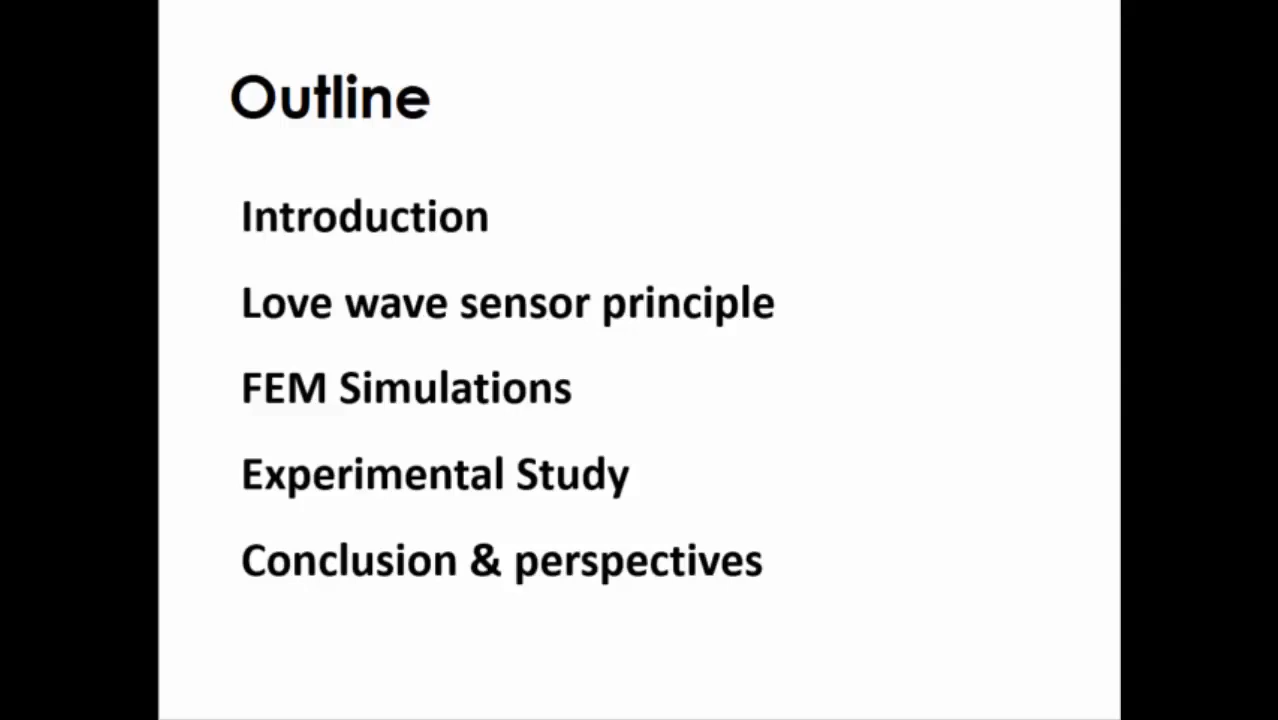 Outline
Introduction
Love wave sensor principle
FEM Simulations
Experimental Study
Conclusion & perspectives